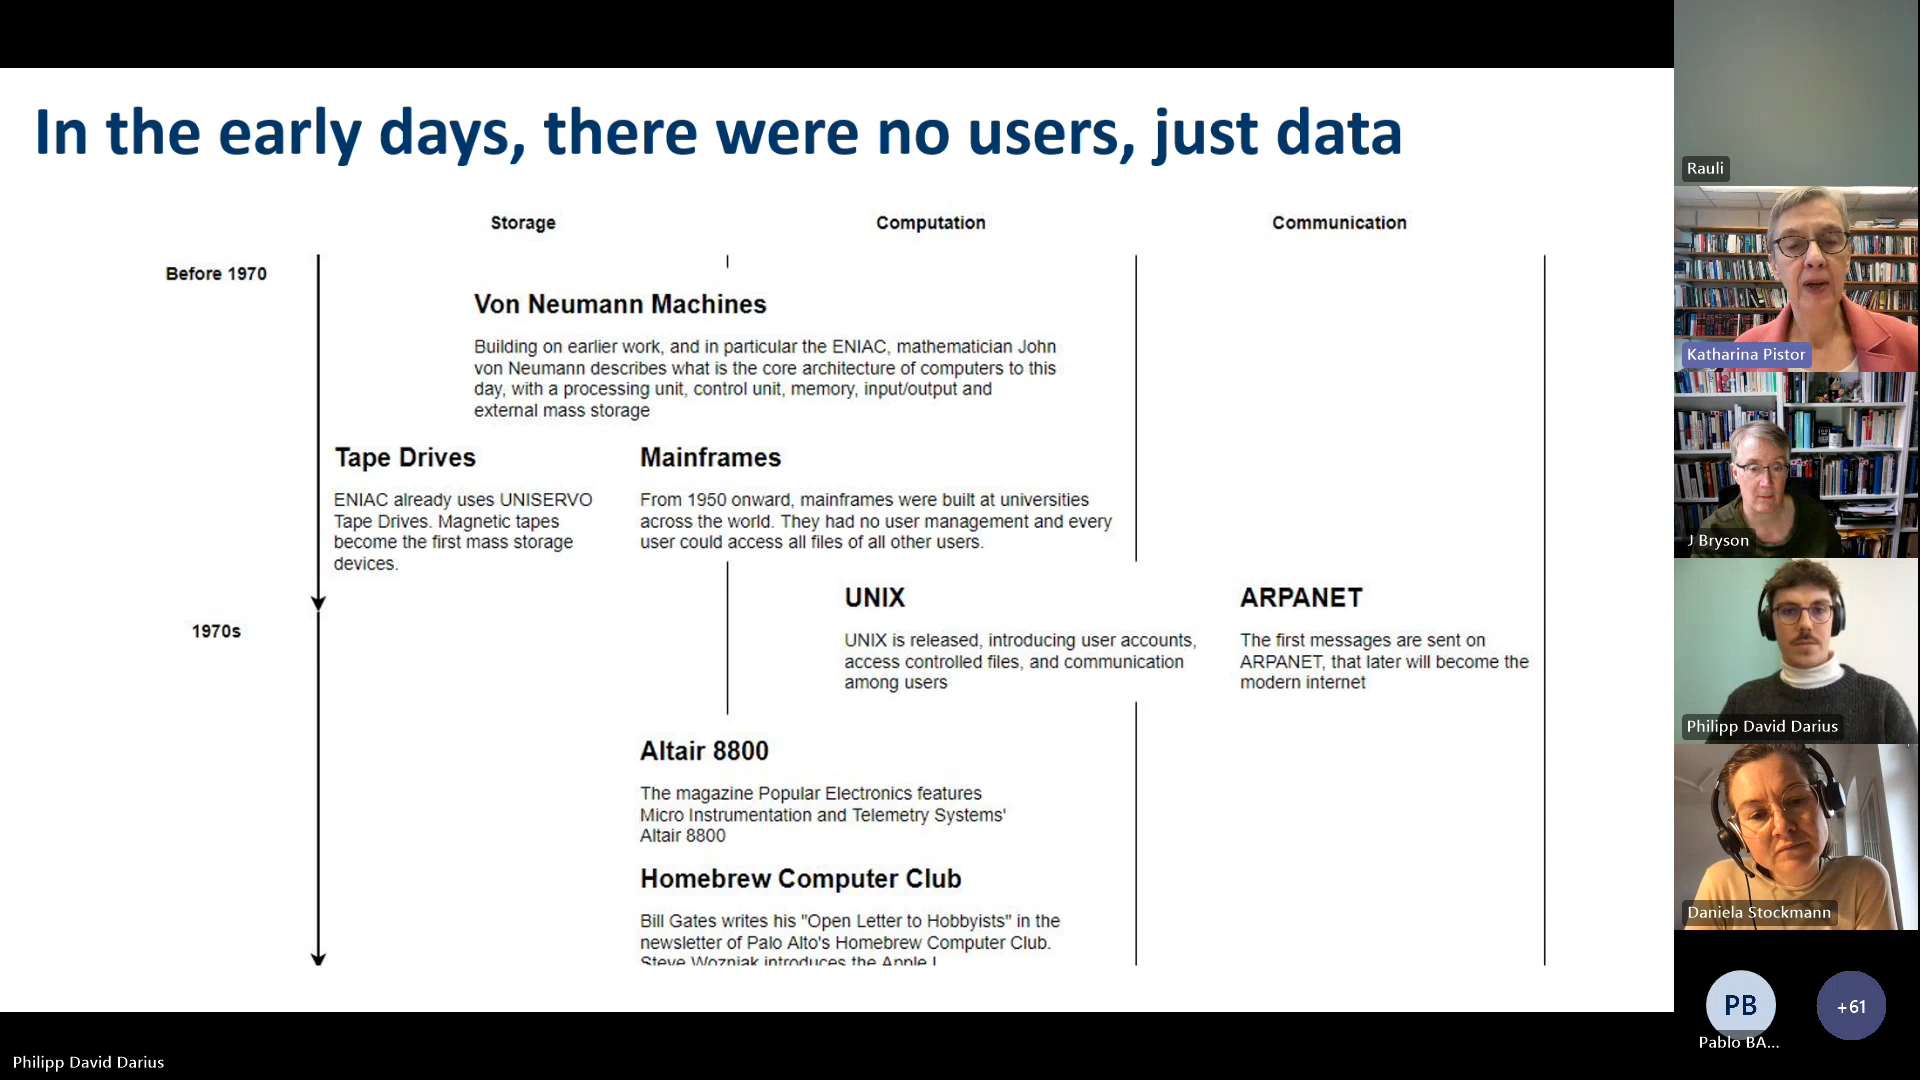 In the early days, there were no users, just data
Storage
Computation
Communication
Before 1970
Von Neumann Machines
Building on earlier work, and in particular the ENIAC, mathematician John
von Neumann describes what is the core architecture of computers to this
day, with a processing unit, control unit, memory, input/output and
external mass storage
Tape Drives
ENIAC already uses UNISERVO
Tape Drives. Magnetic tapes
become the first mass storage
devices.
Mainframes
From 1950 onward, mainframes were built at universities
across the world. They had no user management and every
user could access all files of all other users.
1970s
UNIX
UNIX is released, introducing user accounts,
access controlled files, and communication
among users
ARPANET
The first messages are sent on
ARPANET, that later will become the
modern internet
Altair 8800
The magazine Popular Electronics features
Micro Instrumentation and Telemetry Systems'
Altair 8800
Homebrew Computer Club
Bill Gates writes his "Open Letter to Hobbyists" in the
newsletter of Palo Alto's Homebrew Computer Club.
Steve Wozniak introduces the Apple I
Rauli
Katharina Pistor
J Bryson
Philipp David Darius
Daniela Stockmann
PB
Pablo BA...
+61
Philipp David Darius